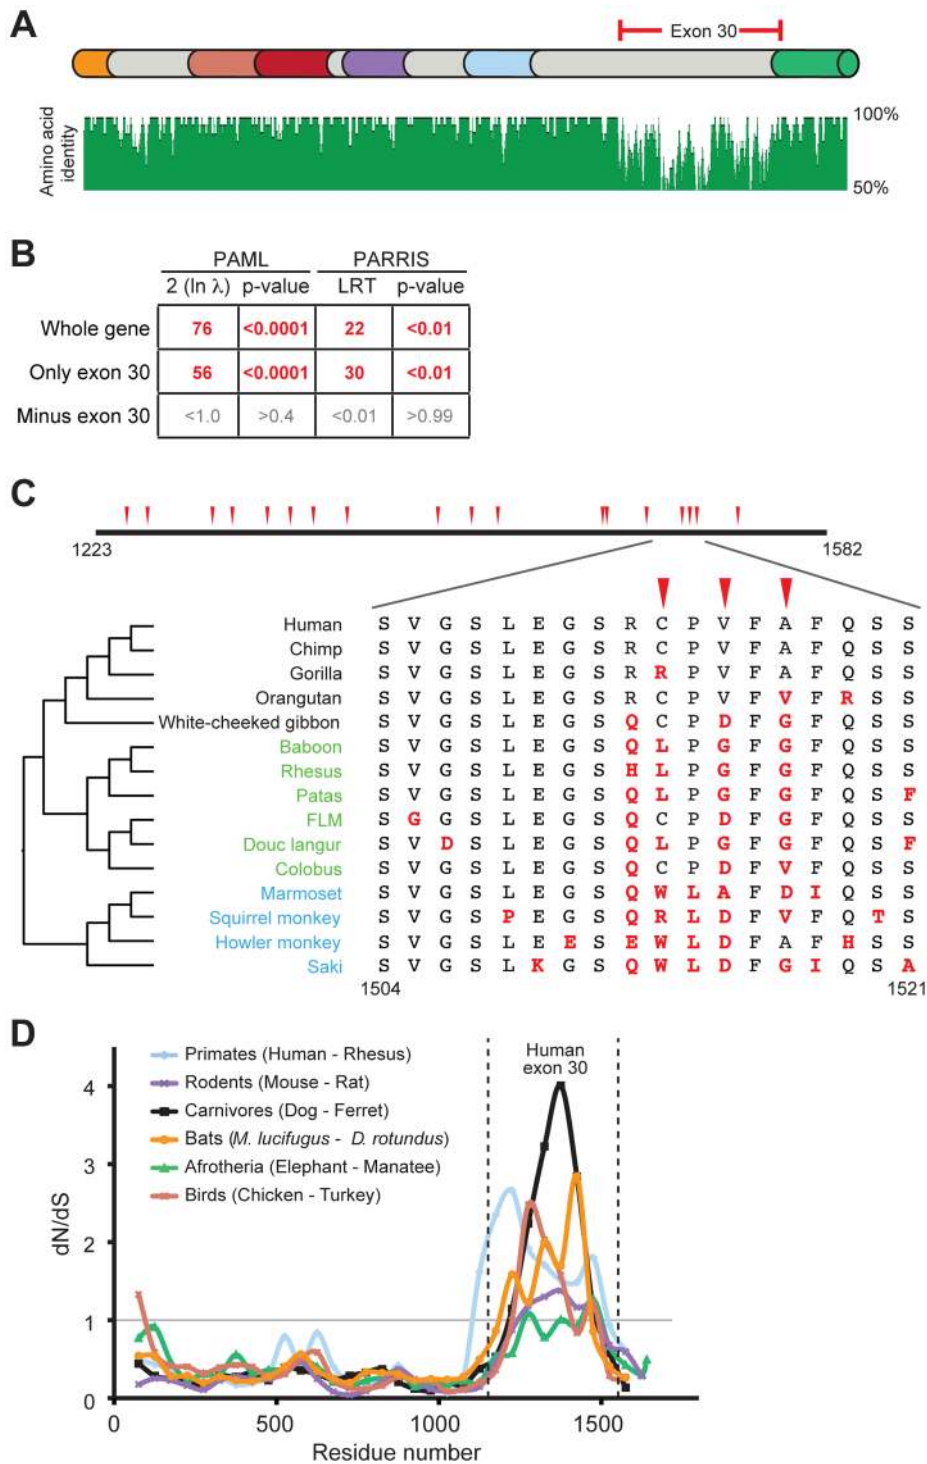 A
Exon 30
Amino acid
identity
100%
50%
B
PAML PARRIS
2 (ln λ) p-value LRT p-value
Whole gene 76 <0.0001 22 <0.01
Only exon 30 56 <0.0001 30 <0.01
Minus exon 30 <1.0 >0.4 <0.01 >0.99
C
1223 1582
Human S V G S L E G S R C P V F A F Q S S
Chimp S V G S L E G S R C P V F A F Q S S
Gorilla S V G S L E G S R R P V F A F Q S S
Orangutan S V G S L E G S R C P V F V F R S S
White-cheeked gibbon S V G S L E G S Q C P D F G F Q S S
Baboon S V G S L E G S Q L P G F G F Q S S
Rhesus S V G S L E G S H L P G F G F Q S S
Patas S V G S L E G S Q L P G F G F Q S F
FLM S G G S L E G S Q C P D F G F Q S S
Douc langur S V D S L E G S Q L P G F G F Q S F
Colobus S V G S L E G S Q C P D F V F Q S S
Marmoset S V G S L E G S Q W L A F D I Q S S
Squirrel monkey S V G S P E G S Q R L D F V F Q T S
Howler monkey S V G S L E E S E W L D F A F H S S
Saki S V G S L K G S Q W L D F G I Q S A
1504 1521
D
Primates (Human - Rhesus)
Rodents (Mouse - Rat)
Carnivores (Dog - Ferret)
Bats (M. lucifugus - D. rotundus)
Afrotheria (Elephant - Manatee)
Birds (Chicken - Turkey)
Human
exon 30
dN/dS
4
3
2
1
0
0 500 1000 1500
Residue number